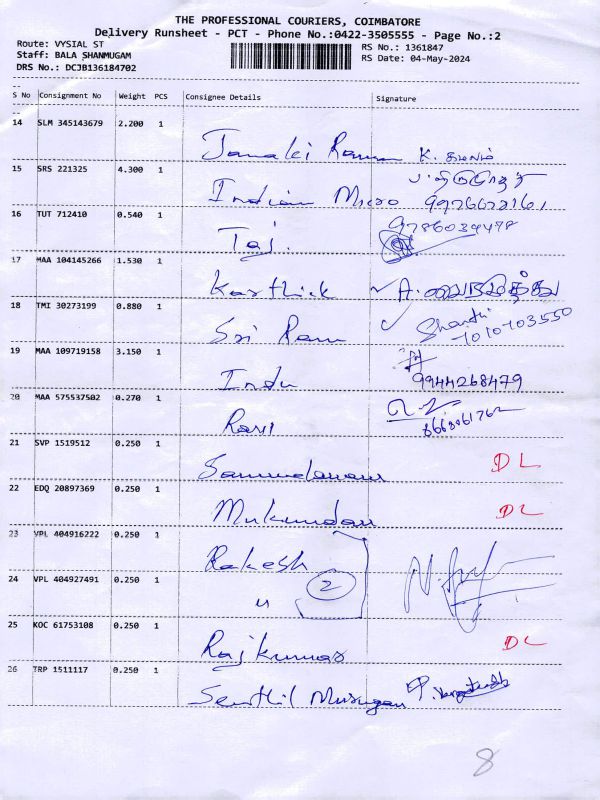 THE PROFESSIONAL COURIERS, COIMBATORE
Delivery Runsheet - PCT - Phone No.:0422-3505555 - Page No.:2
Route: VYSIAL ST RS No.: 1361847
Staff: BALA SHANMUGAM RS Date: 04-May-2024
DRS No.: DCJB136184702
S No Consignment No Weight PCS Consignee Details Signature
14 SLM 345143679 2.200 1 Janaki Raman K.
15 SRS 221325 4.300 1 Indian Micro
16 TUT 712410 0.540 1 Taj. 9786039478
17 MAA 104145266 1.530 1 Karthick A.
18 TMI 30273199 0.880 1 Sri Ram Shanthi
19 MAA 109719158 3.150 1 Indu 9944268479
20 MAA 575537502 0.270 1 Ravi
21 SVP 1519512 0.250 1 DL
22 EDQ 20897369 0.250 1 Mukundan DL
23 VPL 404916222 0.250 1 Rakesh
24 VPL 404927491 0.250 1 " 2
25 KOC 61753108 0.250 1 Rajkumar DL
26 TRP 1511117 0.250 1 Senthil Murugan
8